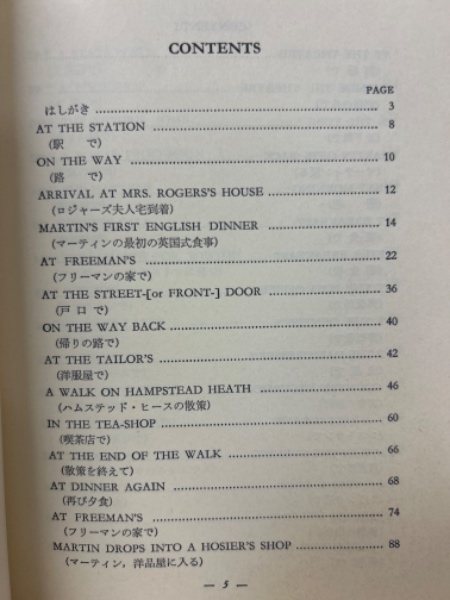 CONTENTS
PAGE
はしがき ........ 3
AT THE STATION ........ 8
(駅 で)
ON THE WAY ........ 10
(路 で)
ARRIVAL AT MRS. ROGERS'S HOUSE ........ 12
(ロジャーズ夫人宅到着)
MARTIN'S FIRST ENGLISH DINNER ........ 14
(マーティンの最初の英国式食事)
AT FREEMAN'S ........ 22
(フリーマンの家で)
AT THE STREET-[or FRONT-] DOOR ........ 36
(戸 口 で)
ON THE WAY BACK ........ 40
(帰りの路で)
AT THE TAILOR'S ........ 42
(洋服屋で)
A WALK ON HAMPSTEAD HEATH ........ 46
(ハムステッド・ヒースの散策)
IN THE TEA-SHOP ........ 60
(喫茶店で)
AT THE END OF THE WALK ........ 66
(散策を終えて)
AT DINNER AGAIN ........ 68
(再び夕食)
AT FREEMAN'S ........ 74
(フリーマンの家で)
MARTIN DROPS INTO A HOSIER'S SHOP ........ 88
(マーティン,洋品屋に入る)
— 5 —